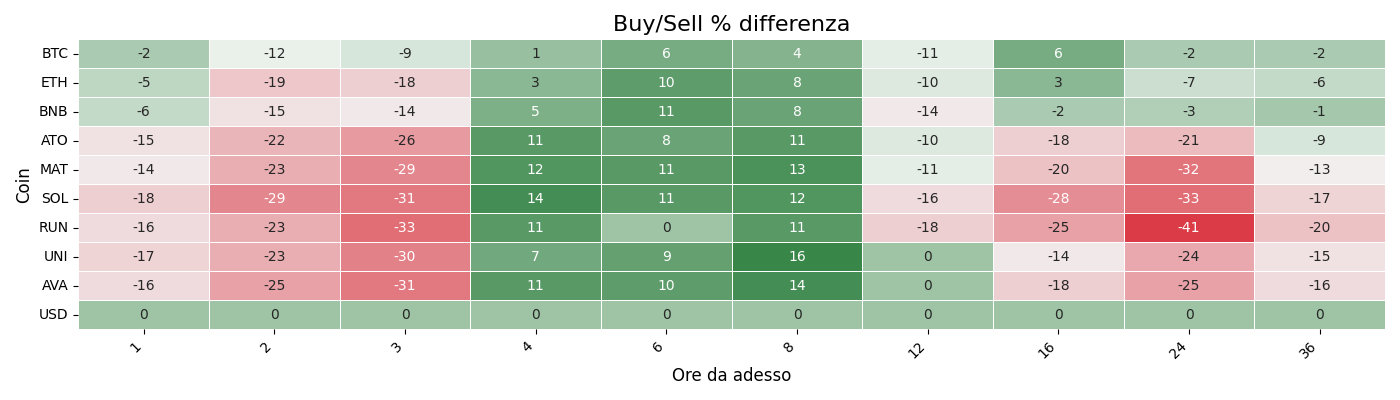 Buy/Sell % differenza
Coin
BTC -2 -12 -9 1 6 4 -11 6 -2 -2
ETH -5 -19 -18 3 10 8 -10 3 -7 -6
BNB -6 -15 -14 5 11 8 -14 -2 -3 -1
ATO -15 -22 -26 11 8 11 -10 -18 -21 -9
MAT -14 -23 -29 12 11 13 -11 -20 -32 -13
SOL -18 -29 -31 14 11 12 -16 -28 -33 -17
RUN -16 -23 -33 11 0 11 -18 -25 -41 -20
UNI -17 -23 -30 7 9 16 0 -14 -24 -15
AVA -16 -25 -31 11 10 14 0 -18 -25 -16
USD 0 0 0 0 0 0 0 0 0 0
1 2 3 4 6 8 12 16 24 36
Ore da adesso